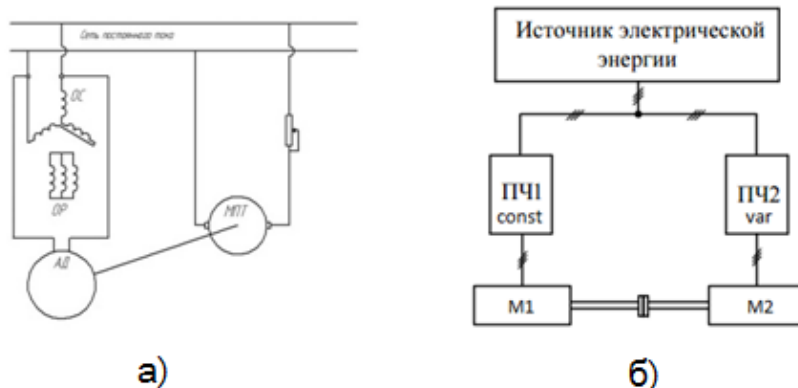 Сеть постоянного тока
ОС
ОР
АД
МПТ
а)
Источник электрической
энергии
ПЧ1
const
ПЧ2
var
М1
М2
б)